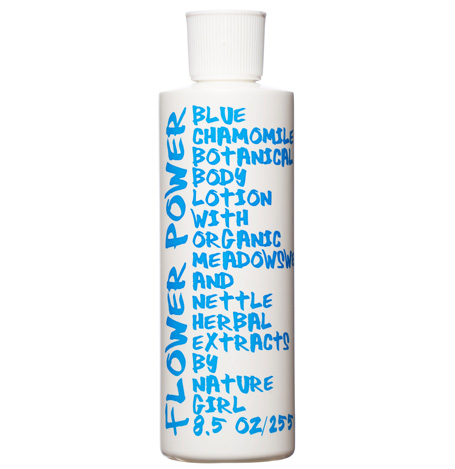 FLOWER POWER
BLUE
CHAMOMILE
BOTANICAL
BODY
LOTION
WITH
ORGANIC
MEADOWSWE
AND
NETTLE
HERBAL
EXTRACTS
BY
NATURE
GIRL
8.5 OZ/255